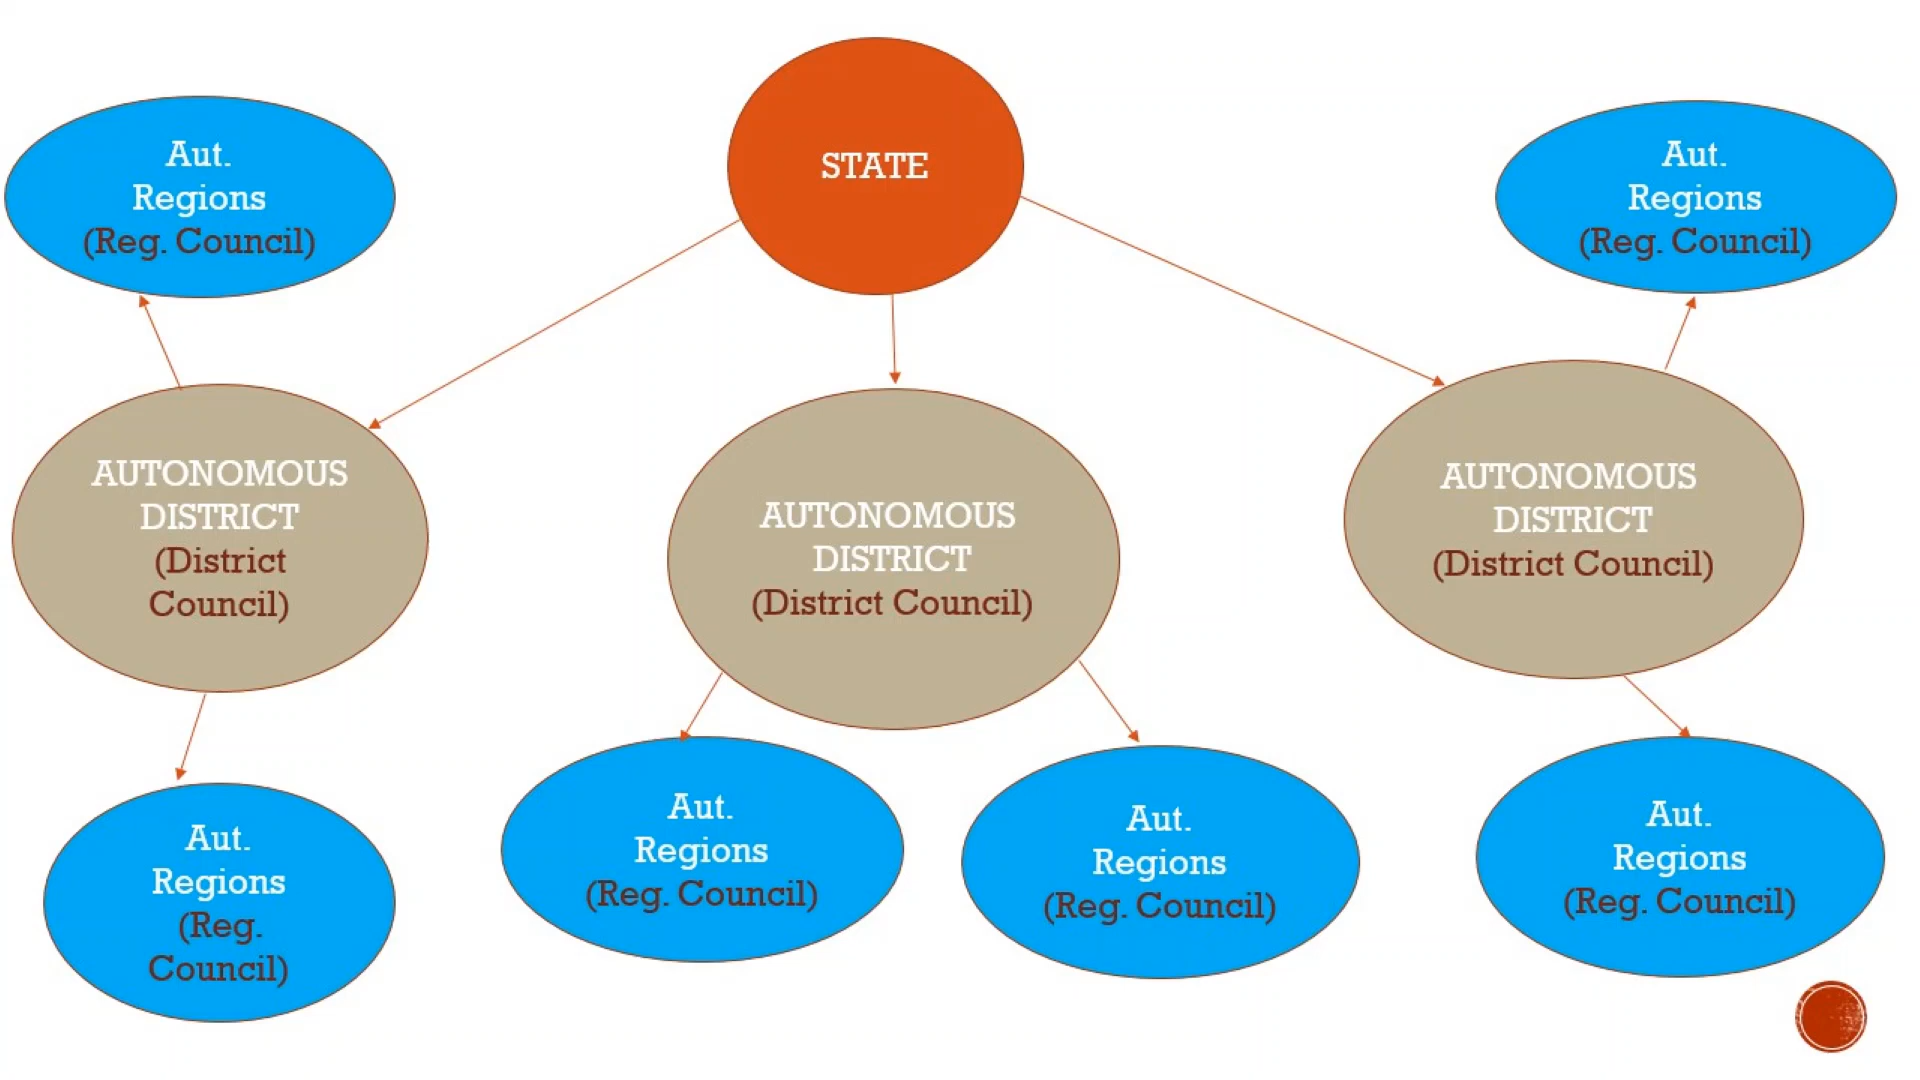 STATE
Aut.
Regions
(Reg. Council)
Aut.
Regions
(Reg. Council)
AUTONOMOUS
DISTRICT
(District
Council)
AUTONOMOUS
DISTRICT
(District Council)
AUTONOMOUS
DISTRICT
(District Council)
Aut.
Regions
(Reg.
Council)
Aut.
Regions
(Reg. Council)
Aut.
Regions
(Reg. Council)
Aut.
Regions
(Reg. Council)